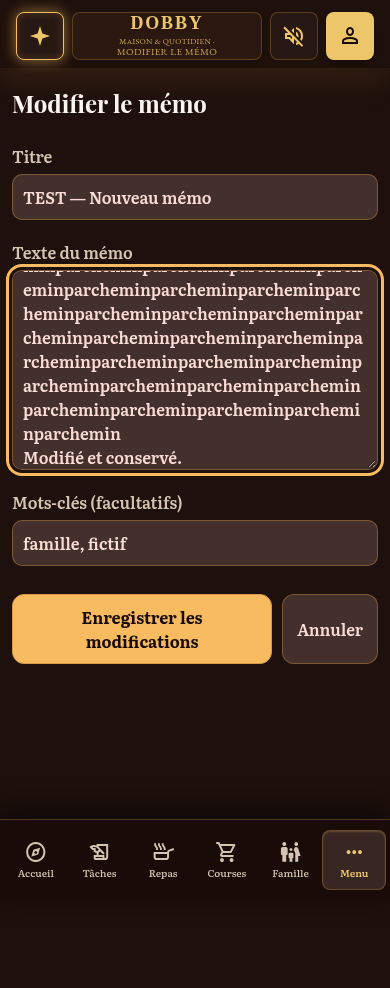 DOBBY
MAISON & QUOTIDIEN ·
MODIFIER LE MÉMO
Modifier le mémo
Titre
TEST — Nouveau mémo
Texte du mémo
eminparcheminparcheminparcheminparc
heminparcheminparcheminparcheminpar
cheminparcheminparcheminparcheminpa
rcheminparcheminparcheminparcheminp
archeminparcheminparcheminparchemin
parcheminparcheminparcheminparchemi
nparchemin
Modifié et conservé.
Mots-clés (facultatifs)
famille, fictif
Enregistrer les
modifications
Annuler
Accueil
Tâches
Repas
Courses
Famille
Menu